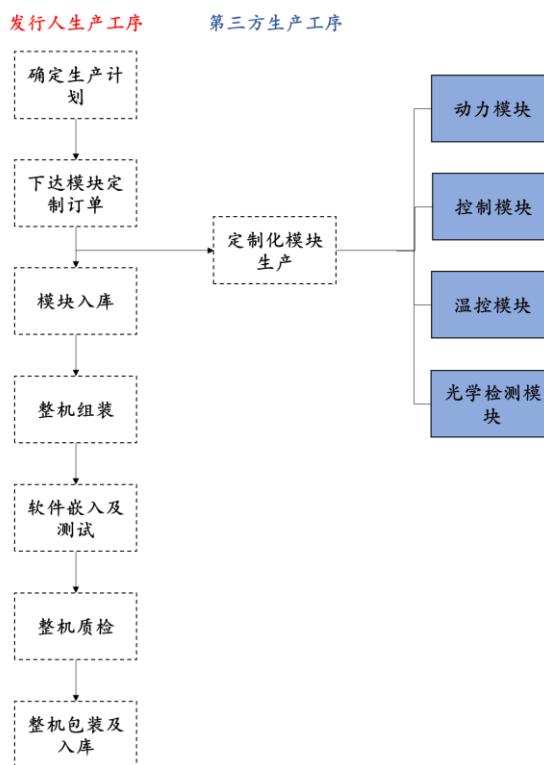 发行人生产工序
第三方生产工序
确定生产计
划
下达模块定
制订单
模块入库
整机组装
软件嵌入及
测试
整机质检
整机包装及
入库
定制化模块
生产
动力模块
控制模块
温控模块
光学检测模
块